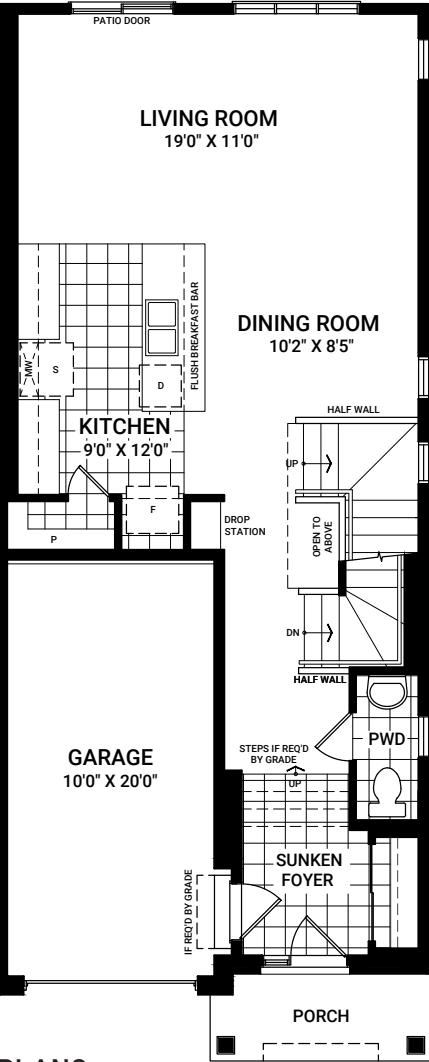 PATIO DOOR
LIVING ROOM
19'0" X 11'0"
FLUSH BREAKFAST BAR
DINING ROOM
10'2" X 8'5"
MW
S
D
HALF WALL
KITCHEN
9'0" X 12'0"
UP
F
P
DROP
STATION
OPEN TO
ABOVE
DN
HALF WALL
PWD
STEPS IF REQ'D
BY GRADE
UP
GARAGE
10'0" X 20'0"
SUNKEN
FOYER
IF REQ'D BY GRADE
PORCH